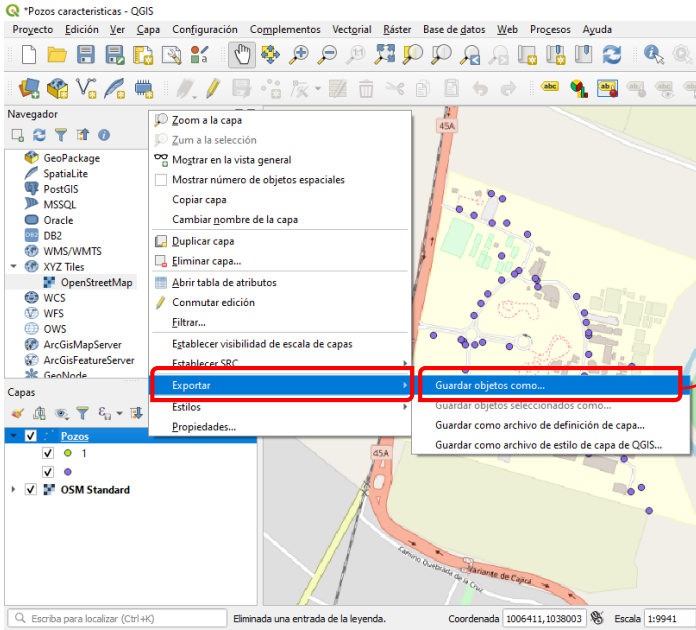 *Pozos caracteristicas - QGIS
Proyecto Edición Ver Capa Configuración Complementos Vectorial Ráster Base de datos Web Procesos Ayuda
abc
ab
Navegador
GeoPackage
SpatiaLite
PostGIS
MSSQL
Oracle
DB2
WMS/WMTS
XYZ Tiles
OpenStreetMap
WCS
WFS
OWS
ArcGisMapServer
ArcGisFeatureServer
GeoNode
Zoom a la capa
Zum a la selección
Mostrar en la vista general
Mostrar número de objetos espaciales
Copiar capa
Cambiar nombre de la capa
Duplicar capa
Eliminar capa...
Abrir tabla de atributos
Conmutar edición
Filtrar...
Establecer visibilidad de escala de capas
Establecer SRC
Exportar
Estilos
Propiedades...
Guardar objetos como...
Guardar objetos seleccionados como...
Guardar como archivo de definición de capa...
Guardar como archivo de estilo de capa de QGIS...
Capas
Pozos
1
OSM Standard
45A
45A
Camino Quebrada de la Cruz
Variante de Cajicá
Escriba para localizar (Ctrl+K)
Eliminada una entrada de la leyenda.
Coordenada 1006411,1038003
Escala 1:9941